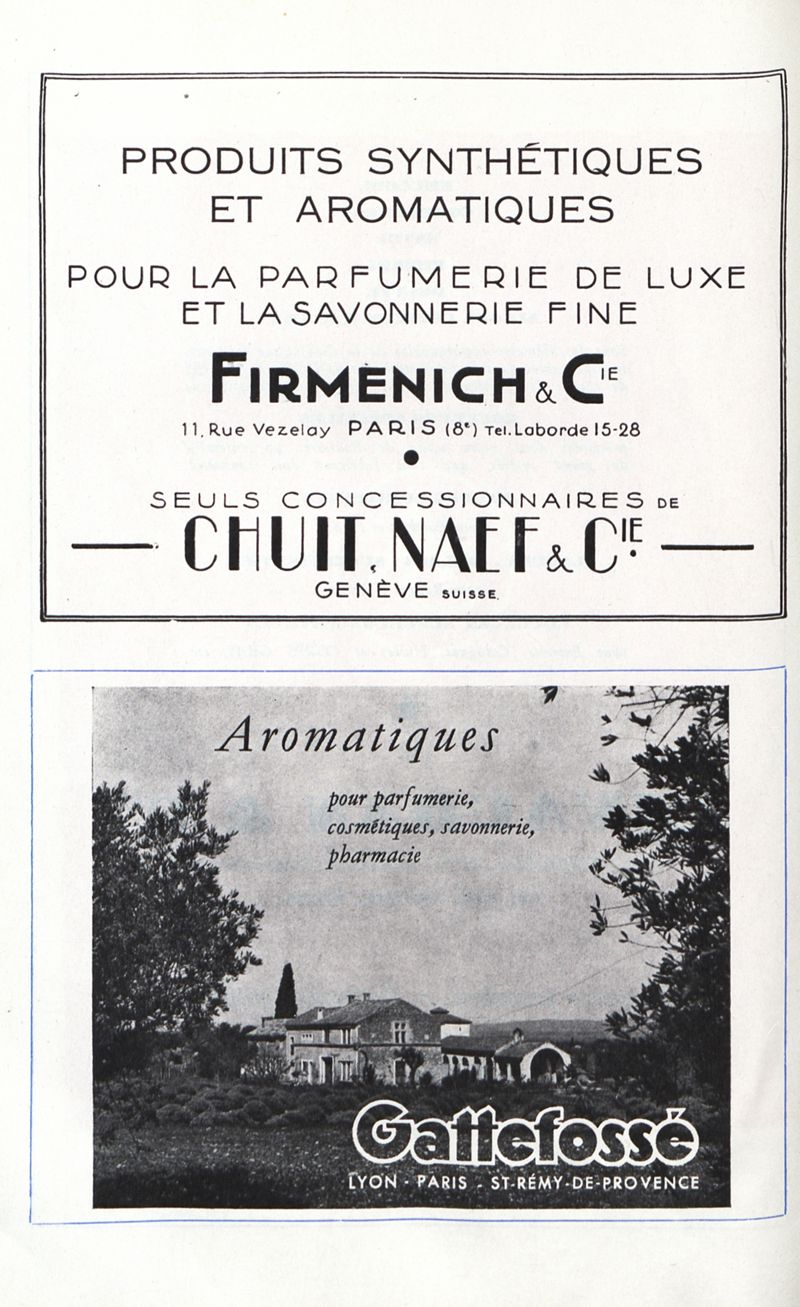 PRODUITS SYNTHÉTIQUES
ET AROMATIQUES
POUR LA PARFUMERIE DE LUXE
ET LA SAVONNERIE FINE
FIRMENICH & CIE
11, Rue Vezelay PARIS (8e) Tel. Laborde 15-28
SEULS CONCESSIONNAIRES DE
CHUIT, NAEF & CIE
GENÈVE SUISSE.
Aromatiques
pour parfumerie,
cosmétiques, savonnerie,
pharmacie
Gattefossé
LYON - PARIS - ST-RÉMY-DE-PROVENCE